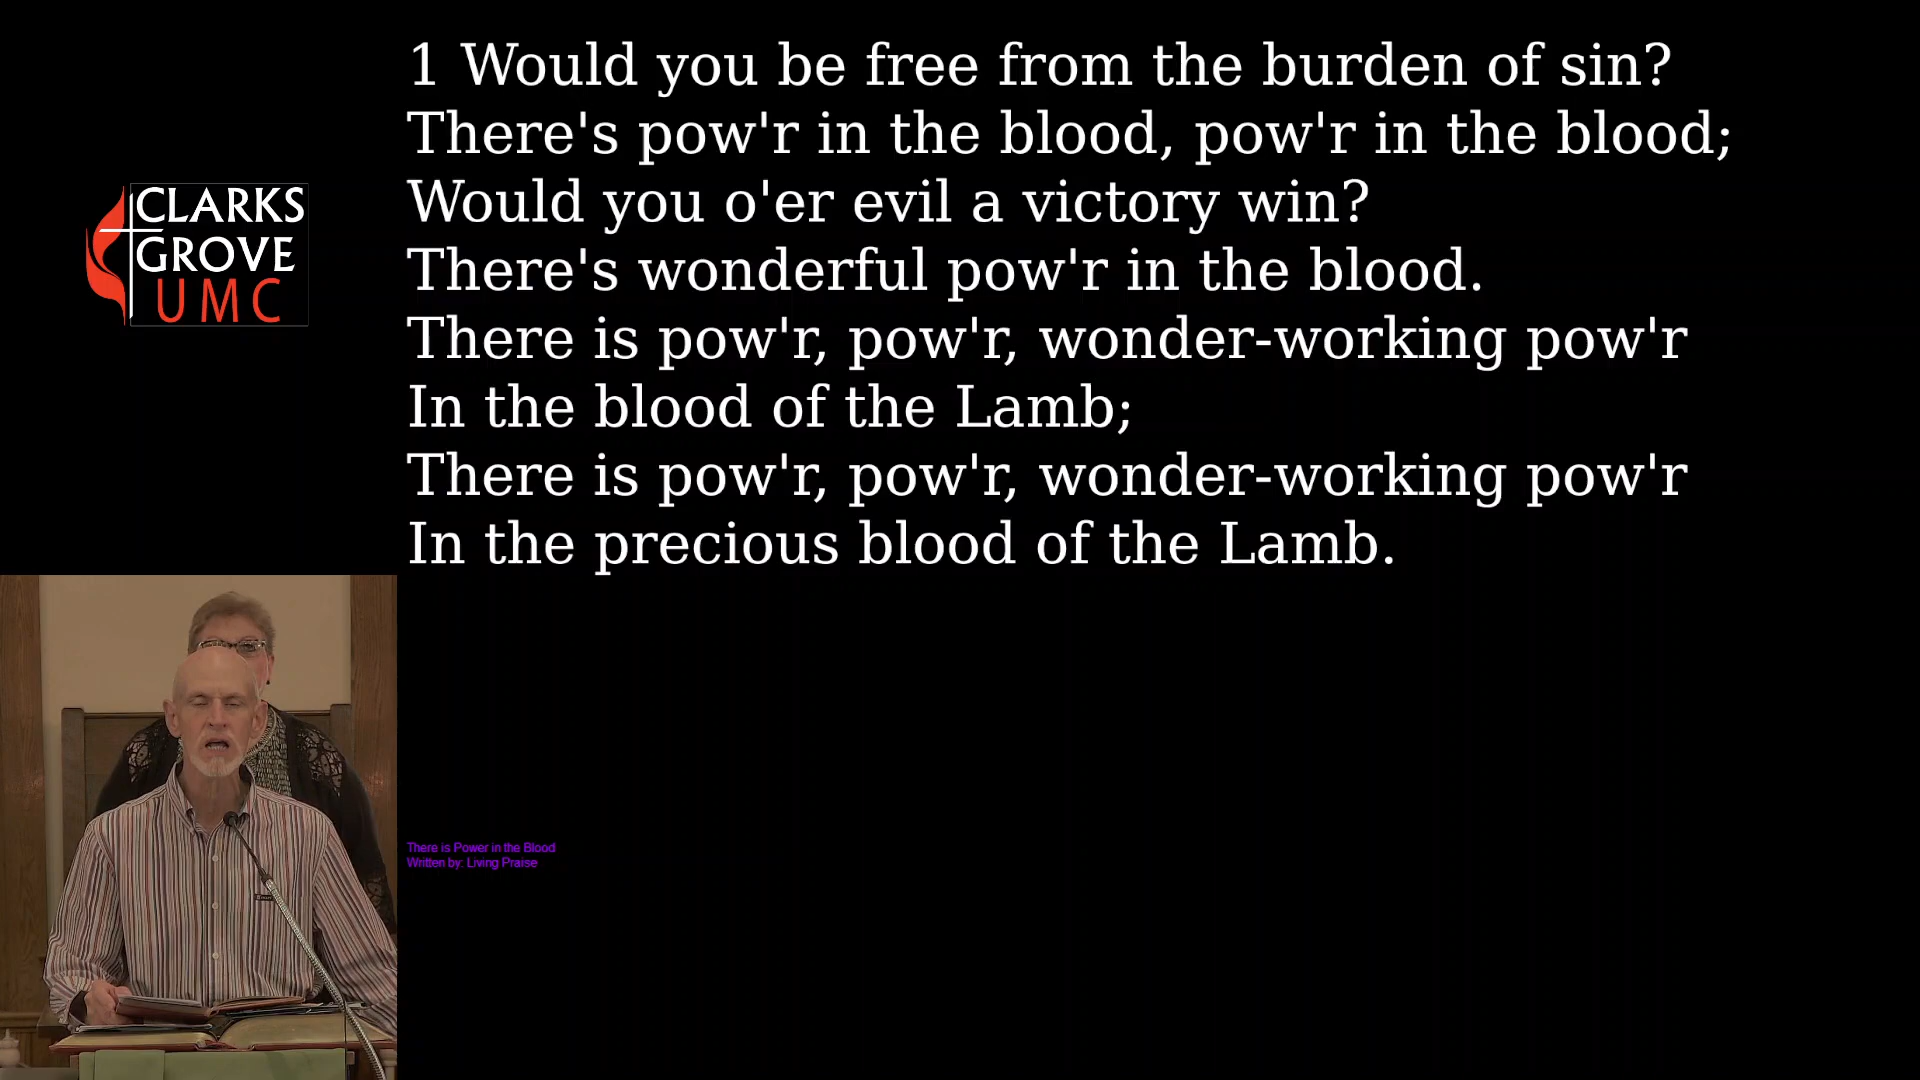 1 Would you be free from the burden of sin?
There's pow'r in the blood, pow'r in the blood;
Would you o'er evil a victory win?
There's wonderful pow'r in the blood.
There is pow'r, pow'r, wonder-working pow'r
In the blood of the Lamb;
There is pow'r, pow'r, wonder-working pow'r
In the precious blood of the Lamb.
CLARKS
GROVE
UMC
There is Power in the Blood
Written by: Living Praise